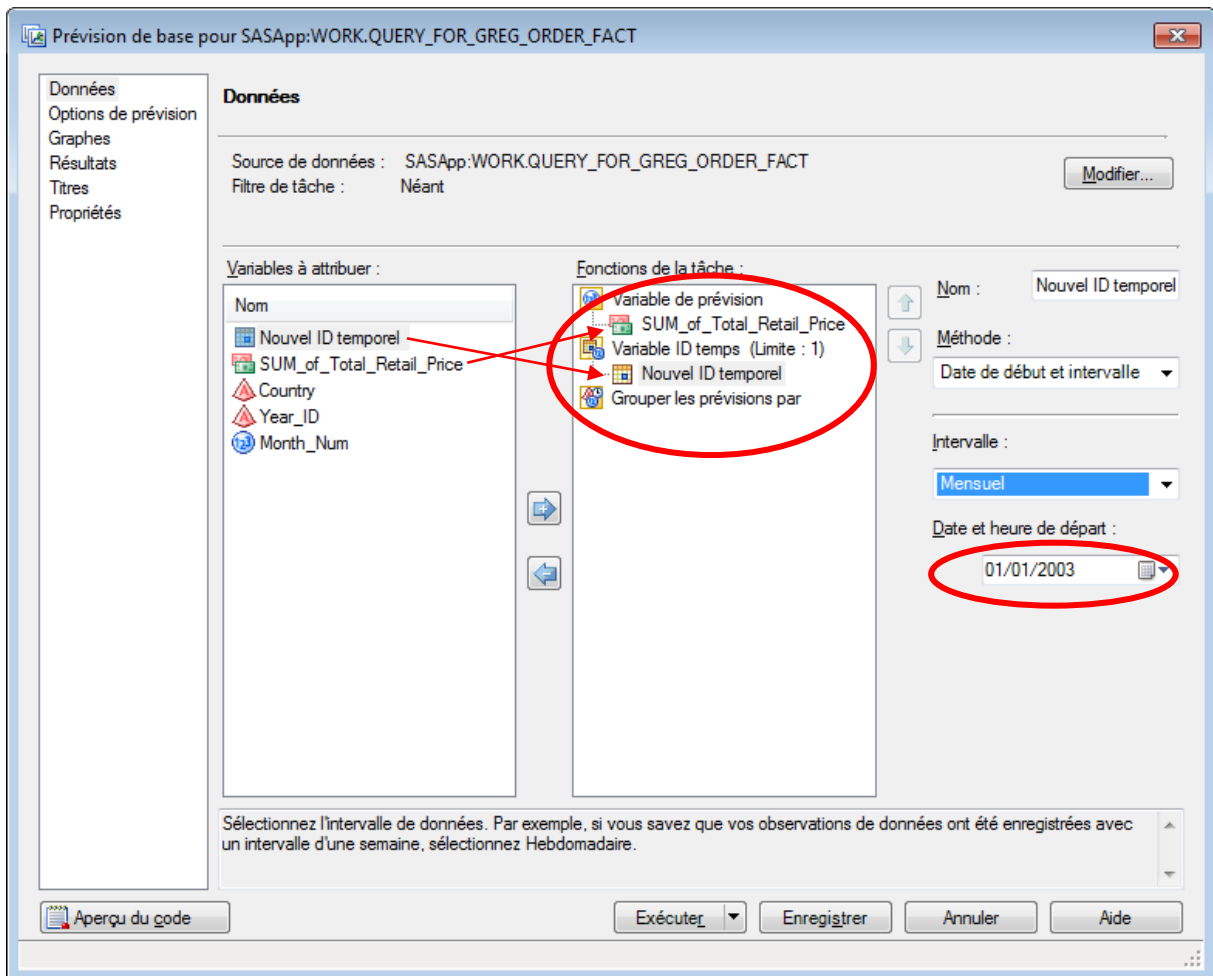 Prévision de base pour SASApp:WORK.QUERY_FOR_GREG_ORDER_FACT
Données
Options de prévision
Graphes
Résultats
Titres
Propriétés
Données
Source de données : SASApp:WORK.QUERY_FOR_GREG_ORDER_FACT
Filtre de tâche : Néant
Modifier...
Variables à attribuer :
Nom
Nouvel ID temporel
SUM_of_Total_Retail_Price
Country
Year_ID
Month_Num
Fonctions de la tâche :
Variable de prévision
SUM_of_Total_Retail_Price
Variable ID temps (Limite : 1)
Nouvel ID temporel
Grouper les prévisions par
Nom : Nouvel ID temporel
Méthode :
Date de début et intervalle
Intervalle :
Mensuel
Date et heure de départ :
01/01/2003
Sélectionnez l'intervalle de données. Par exemple, si vous savez que vos observations de données ont été enregistrées avec
un intervalle d'une semaine, sélectionnez Hebdomadaire.
Aperçu du code
Exécuter
Enregistrer
Annuler
Aide